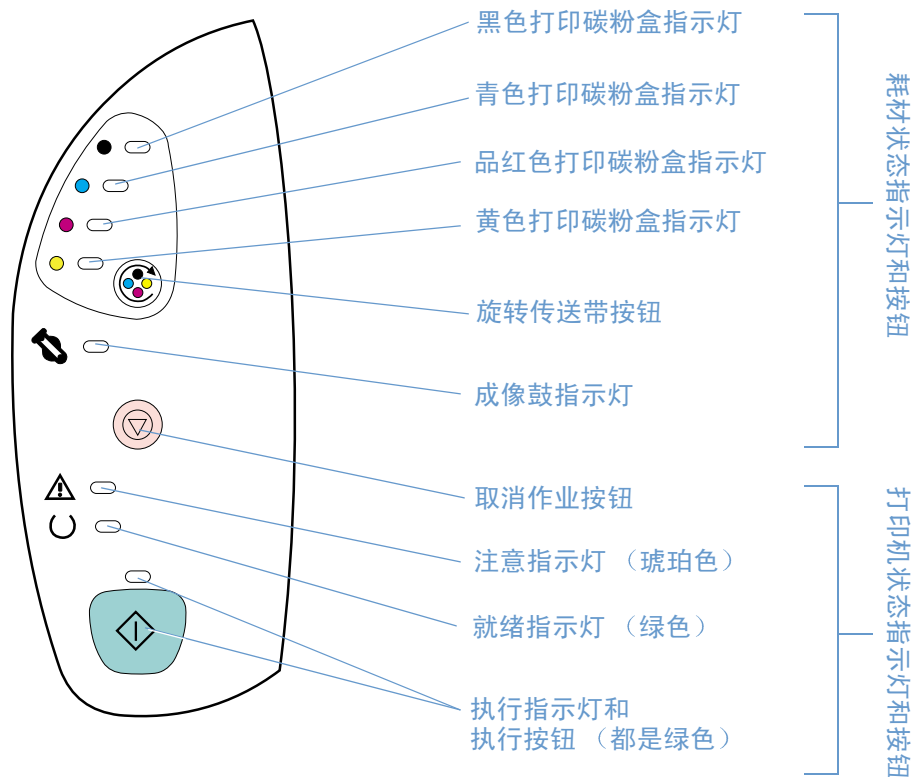 黑色打印碳粉盒指示灯
青色打印碳粉盒指示灯
品红色打印碳粉盒指示灯
黄色打印碳粉盒指示灯
旋转传送带按钮
成像鼓指示灯
耗材状态指示灯和按钮
取消作业按钮
注意指示灯（琥珀色）
就绪指示灯（绿色）
执行指示灯和
执行按钮（都是绿色）
打印机状态指示灯和按钮